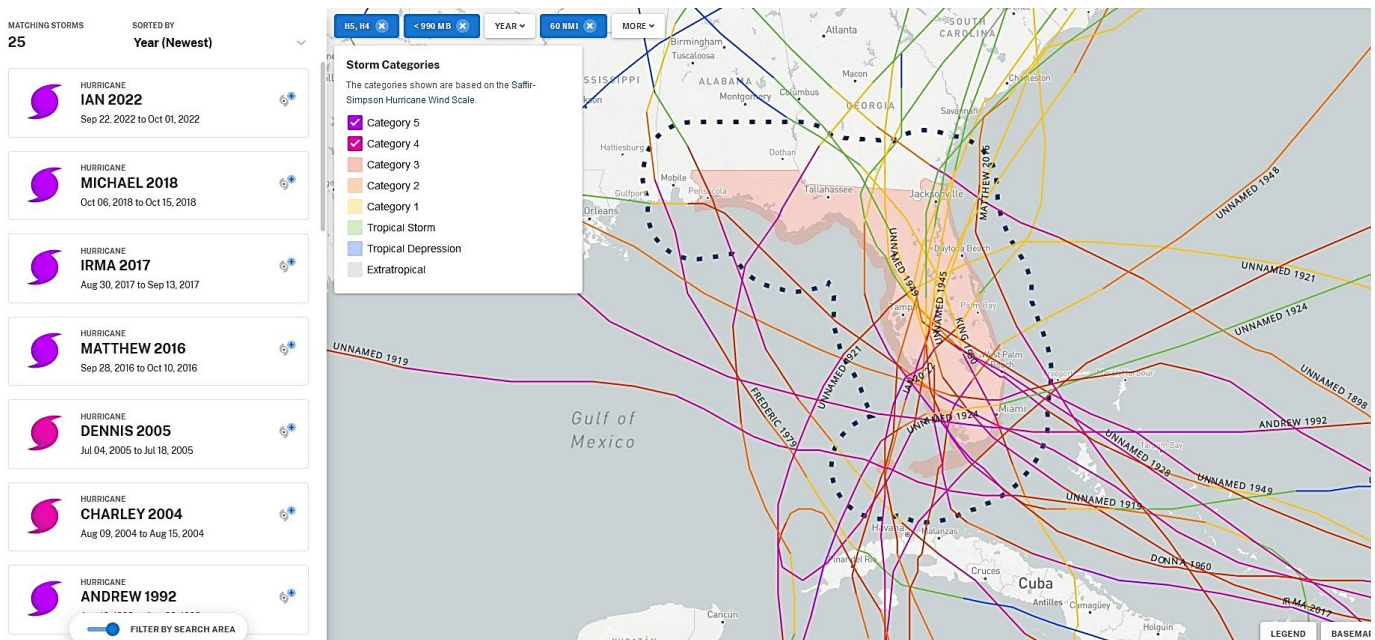 MATCHING STORMS
25
SORTED BY
Year (Newest)
HURRICANE
IAN 2022
Sep 22, 2022 to Oct 01, 2022
HURRICANE
MICHAEL 2018
Oct 06, 2018 to Oct 15, 2018
HURRICANE
IRMA 2017
Aug 30, 2017 to Sep 13, 2017
HURRICANE
MATTHEW 2016
Sep 28, 2016 to Oct 10, 2016
HURRICANE
DENNIS 2005
Jul 04, 2005 to Jul 18, 2005
HURRICANE
CHARLEY 2004
Aug 09, 2004 to Aug 15, 2004
HURRICANE
ANDREW 1992
FILTER BY SEARCH AREA
H5, H4
< 990 MB
YEAR
60 NMI
MORE
Storm Categories
The categories shown are based on the Saffir-
Simpson Hurricane Wind Scale.
Category 5
Category 4
Category 3
Category 2
Category 1
Tropical Storm
Tropical Depression
Extratropical
SOUTH
CAROLINA
Birmingham
Atlanta
Tuscaloosa
SSISSIPPI
ALABAMA
Macon
Charleston
Montgomery
Columbus
GEORGIA
Savannah
Hattiesburg
Dothan
MATTHEW 2016
Mobile
Gulfport
Pensacola
Tallahassee
Jacksonville
UNNAMED 1948
Orleans
Daytona Beach
UNNAMED 1949
UNNAMED 1945
UNNAMED 1921
Tampa
Palm Bay
UNNAMED 1924
KING 1950
UNNAMED 1919
West Palm
Beach
UNNAMED 1921
IAN 2022
UNNAMED 1898
FREDERIC 1979
Gulf of
Mexico
Miami
UNNAMED 1924
ANDREW 1992
UNNAMED 1928
UNNAMED 1949
UNNAMED 1919
Havana
Matanzas
Pinar del Rio
DONNA 1960
Cruces
Cuba
Antilles
Camagüey
IRMA 2017
Cancún
Holguin
YUCATÁN
LEGEND
BASEMAP